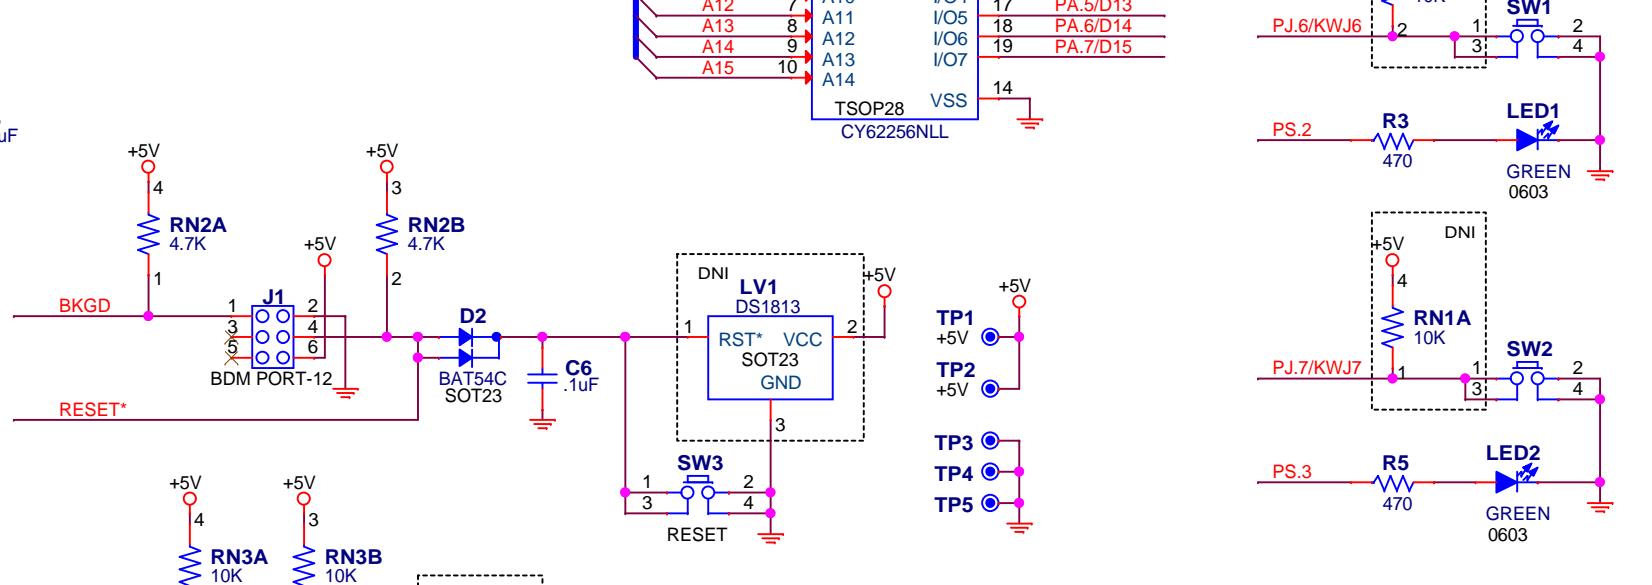 A12 7 A11 I/O5 17 PA.5/D13
A13 8 A12 I/O6 18 PA.6/D14
A14 9 A13 I/O7 19 PA.7/D15
A15 10 A14
VSS 14
TSOP28
CY62256NLL
SW1
PJ.6/KWJ6 2 1 2
3 4
uF
PS.2 R3 LED1
470
GREEN
0603
+5V +5V
4 3
RN2A RN2B
4.7K 4.7K
1 2
+5V
BKGD 1 J1 2
3 4
5 6
BDM PORT-12
RESET*
D2
BAT54C
SOT23
C6
.1uF
DNI
LV1
DS1813
+5V
1 RST* VCC 2
SOT23
GND
3
SW3
1 2
3 4
RESET
+5V
TP1
+5V
TP2
+5V
TP3
TP4
TP5
DNI
+5V
4
RN1A
10K
SW2
PJ.7/KWJ7 1 1 2
3 4
LED2
PS.3 R5
470
GREEN
0603
+5V +5V
4 3
RN3A RN3B
10K 10K